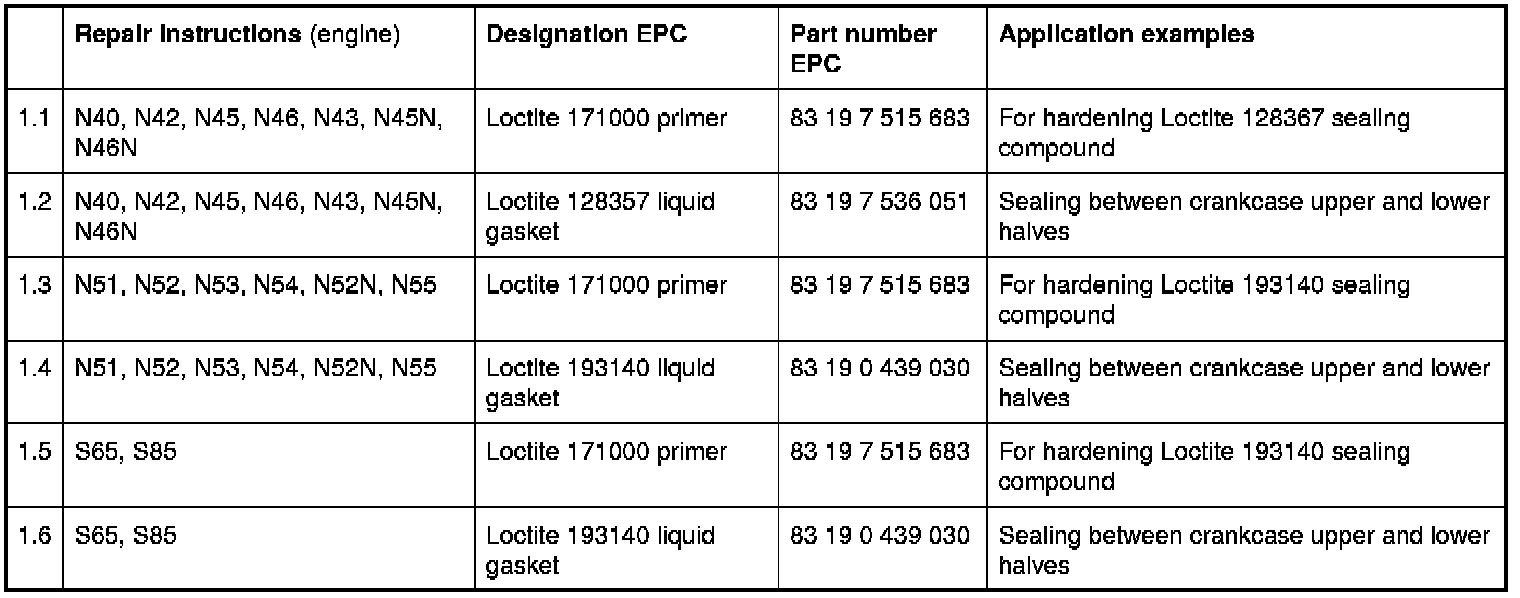 Repair instructions (engine) Designation EPC Part number Application examples
EPC
1.1 N40, N42, N45, N46, N43, N45N, Loctite 171000 primer 83 19 7 515 683 For hardening Loctite 128367 sealing
N46N compound
1.2 N40, N42, N45, N46, N43, N45N, Loctite 128357 liquid 83 19 7 536 051 Sealing between crankcase upper and lower
N46N gasket halves
1.3 N51, N52, N53, N54, N52N, N55 Loctite 171000 primer 83 19 7 515 683 For hardening Loctite 193140 sealing
compound
1.4 N51, N52, N53, N54, N52N, N55 Loctite 193140 liquid 83 19 0 439 030 Sealing between crankcase upper and lower
gasket halves
1.5 S65, S85 Loctite 171000 primer 83 19 7 515 683 For hardening Loctite 193140 sealing
compound
1.6 S65, S85 Loctite 193140 liquid 83 19 0 439 030 Sealing between crankcase upper and lower
gasket halves